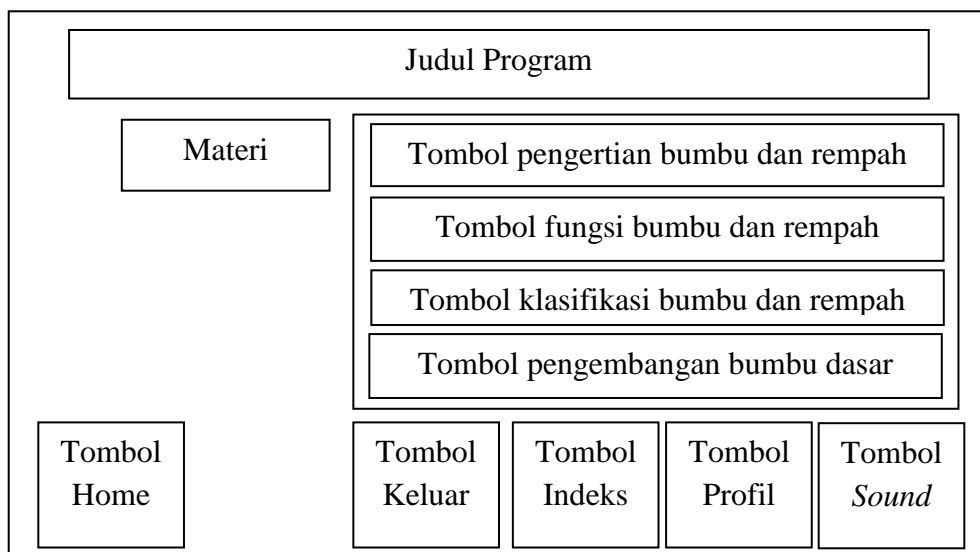 Judul Program
Materi
Tombol pengertian bumbu dan rempah
Tombol fungsi bumbu dan rempah
Tombol klasifikasi bumbu dan rempah
Tombol pengembangan bumbu dasar
Tombol
Home
Tombol
Keluar
Tombol
Indeks
Tombol
Profil
Tombol
Sound